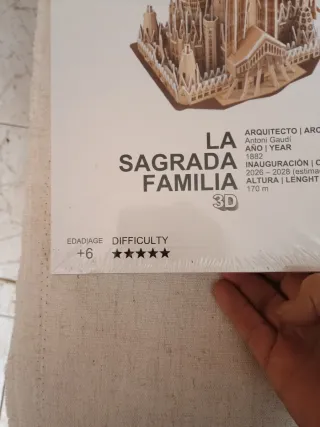 LA
SAGRADA
FAMILIA
3D
ARQUITECTO | ARC
Antoni Gaudí
AÑO | YEAR
1882
INAUGURACIÓN | C
2026 – 2028 (estima
ALTURA | LENGHT
170 m
EDAD|AGE
+6
DIFFICULTY
★★★★★